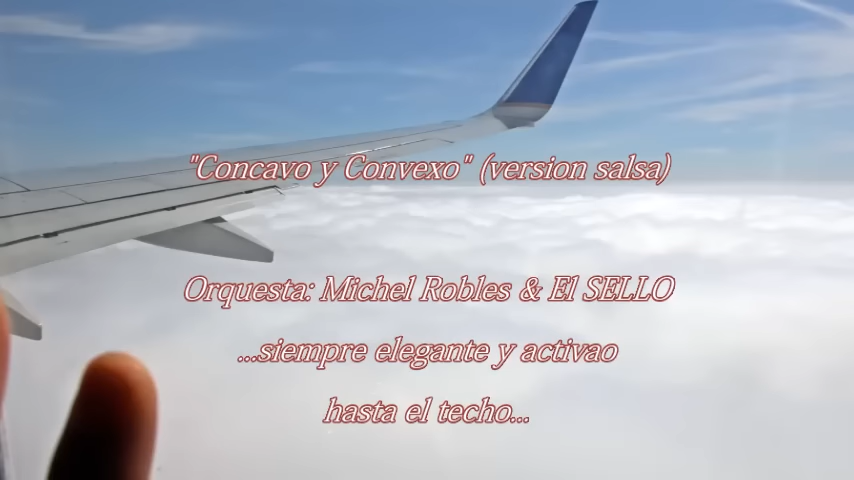 "Concavo y Convexo" (version salsa)
Orquesta: Michel Robles & El SELLO
...siempre elegante y activao
hasta el techo...